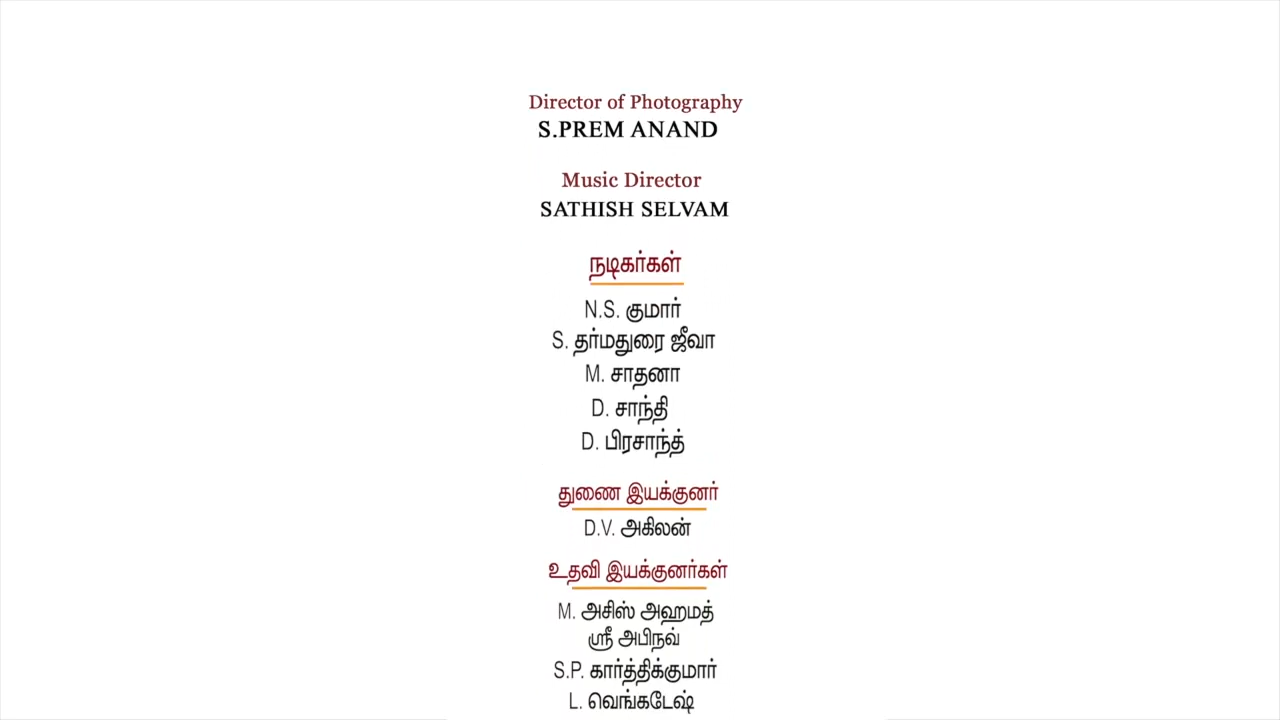 Director of Photography
S.PREM ANAND
Music Director
SATHISH SELVAM
நடிகர்கள்
N.S. குமார்
S. தர்மதுரை ஜீவா
M. சாதனா
D. சாந்தி
D. பிரசாந்த்
துணை இயக்குனர்
D.V. அகிலன்
உதவி இயக்குனர்கள்
M. அசிஸ் அஹமத்
ஸ்ரீ அபிநவ்
S.P. கார்த்திக்குமார்
L. வெங்கடேஷ்